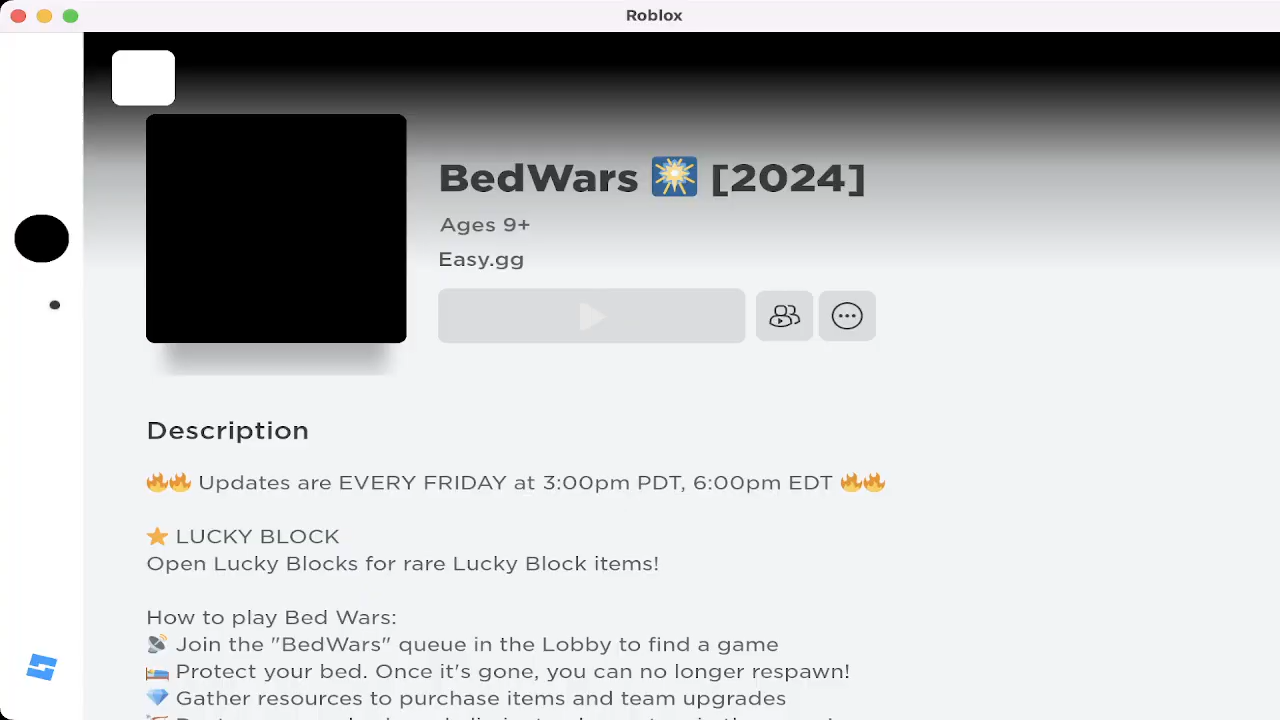 Roblox
BedWars 🎇 [2024]
Ages 9+
Easy.gg
Description
🔥🔥 Updates are EVERY FRIDAY at 3:00pm PDT, 6:00pm EDT 🔥🔥
⭐ LUCKY BLOCK
Open Lucky Blocks for rare Lucky Block items!
How to play Bed Wars:
📡 Join the "BedWars" queue in the Lobby to find a game
🛌 Protect your bed. Once it's gone, you can no longer respawn!
💎 Gather resources to purchase items and team upgrades